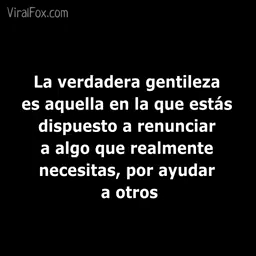 ViralFox.com
La verdadera gentileza
es aquella en la que estás
dispuesto a renunciar
a algo que realmente
necesitas, por ayudar
a otros